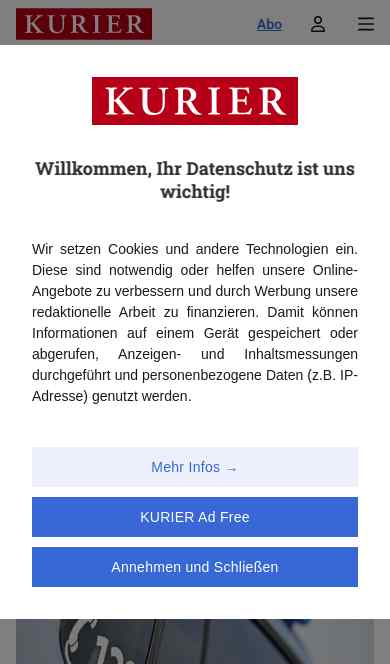 KURIER
Abo
KURIER
Willkommen, Ihr Datenschutz ist uns
wichtig!
Wir setzen Cookies und andere Technologien ein.
Diese sind notwendig oder helfen unsere Online-
Angebote zu verbessern und durch Werbung unsere
redaktionelle Arbeit zu finanzieren. Damit können
Informationen auf einem Gerät gespeichert oder
abgerufen, Anzeigen- und Inhaltsmessungen
durchgeführt und personenbezogene Daten (z.B. IP-
Adresse) genutzt werden.
Mehr Infos →
KURIER Ad Free
Annehmen und Schließen